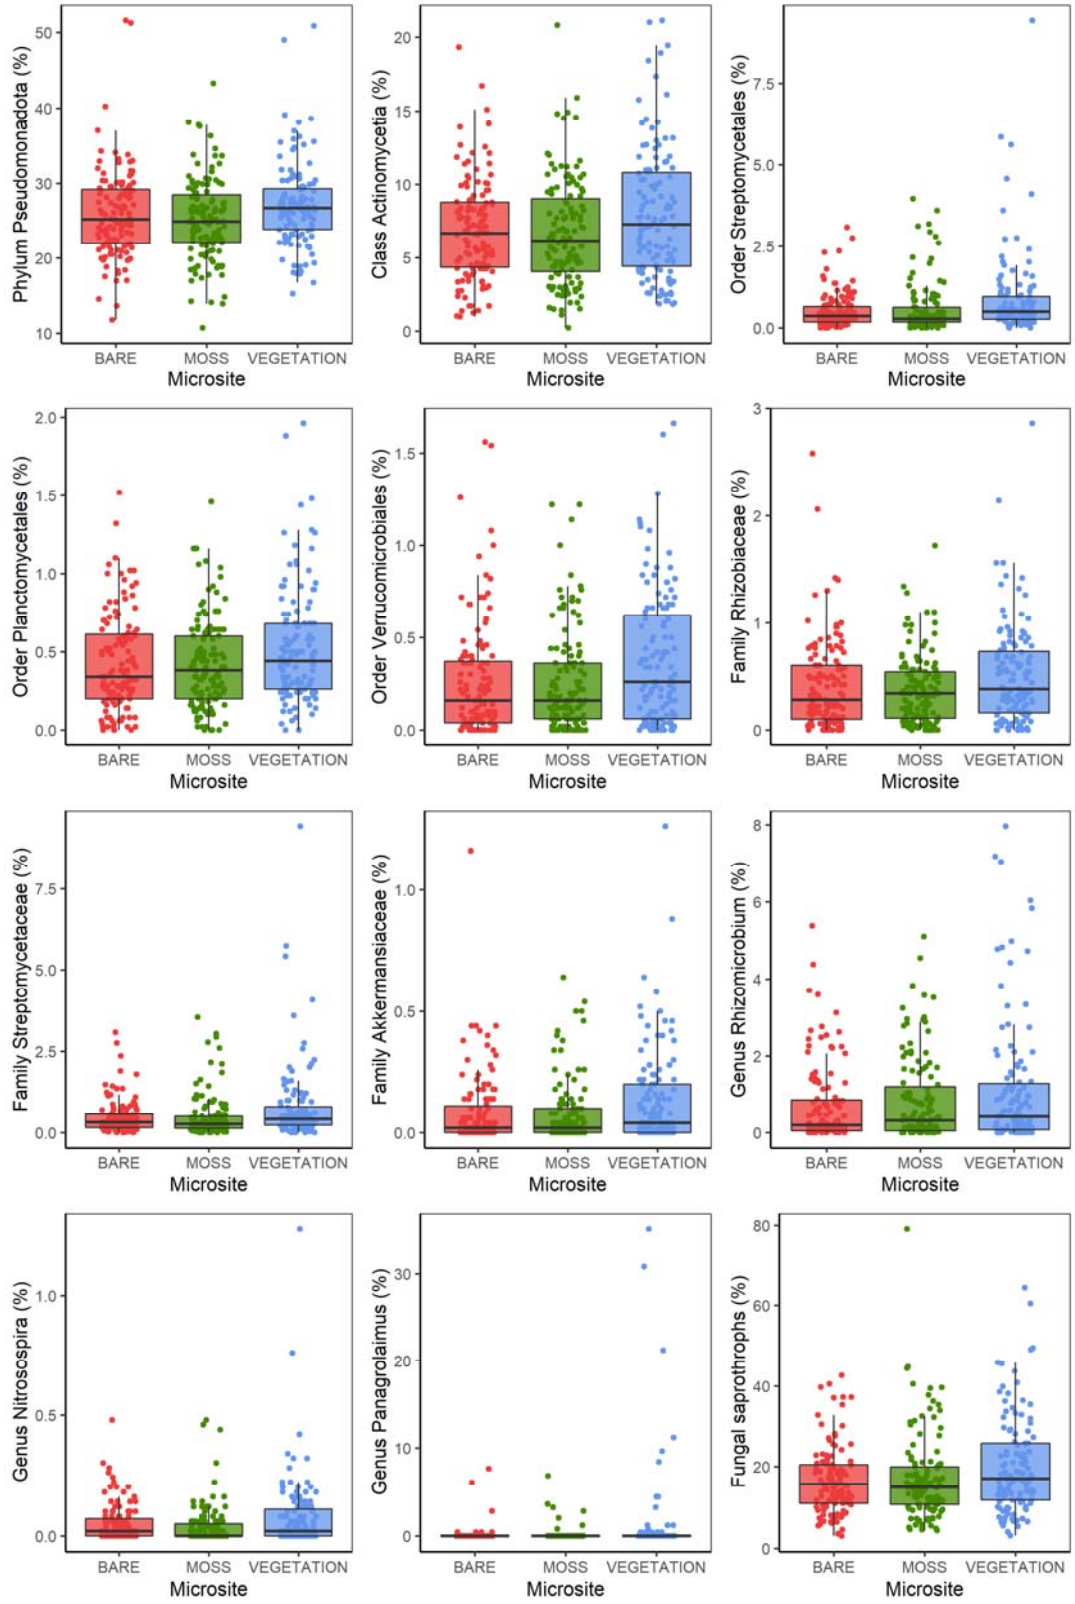 Phylum Pseudomonadota (%)
50
40
30
20
10
BARE MOSS VEGETATION
Microsite
Class Actinomycetia (%)
20
15
10
5
0
BARE MOSS VEGETATION
Microsite
Order Streptomycetales (%)
7.5
5.0
2.5
0.0
BARE MOSS VEGETATION
Microsite
Order Planctomycetales (%)
2.0
1.5
1.0
0.5
0.0
BARE MOSS VEGETATION
Microsite
Order Verrucomicrobiales (%)
1.5
1.0
0.5
0.0
BARE MOSS VEGETATION
Microsite
Family Rhizobiaceae (%)
3
2
1
0
BARE MOSS VEGETATION
Microsite
Family Streptomycetaceae (%)
7.5
5.0
2.5
0.0
BARE MOSS VEGETATION
Microsite
Family Akkermansiaceae (%)
1.0
0.5
0.0
BARE MOSS VEGETATION
Microsite
Genus Rhizomicrobium (%)
8
6
4
2
0
BARE MOSS VEGETATION
Microsite
Genus Nitrosospira (%)
1.0
0.5
0.0
BARE MOSS VEGETATION
Microsite
Genus Panagrolaimus (%)
30
20
10
0
BARE MOSS VEGETATION
Microsite
Fungal saprothrophs (%)
80
60
40
20
0
BARE MOSS VEGETATION
Microsite